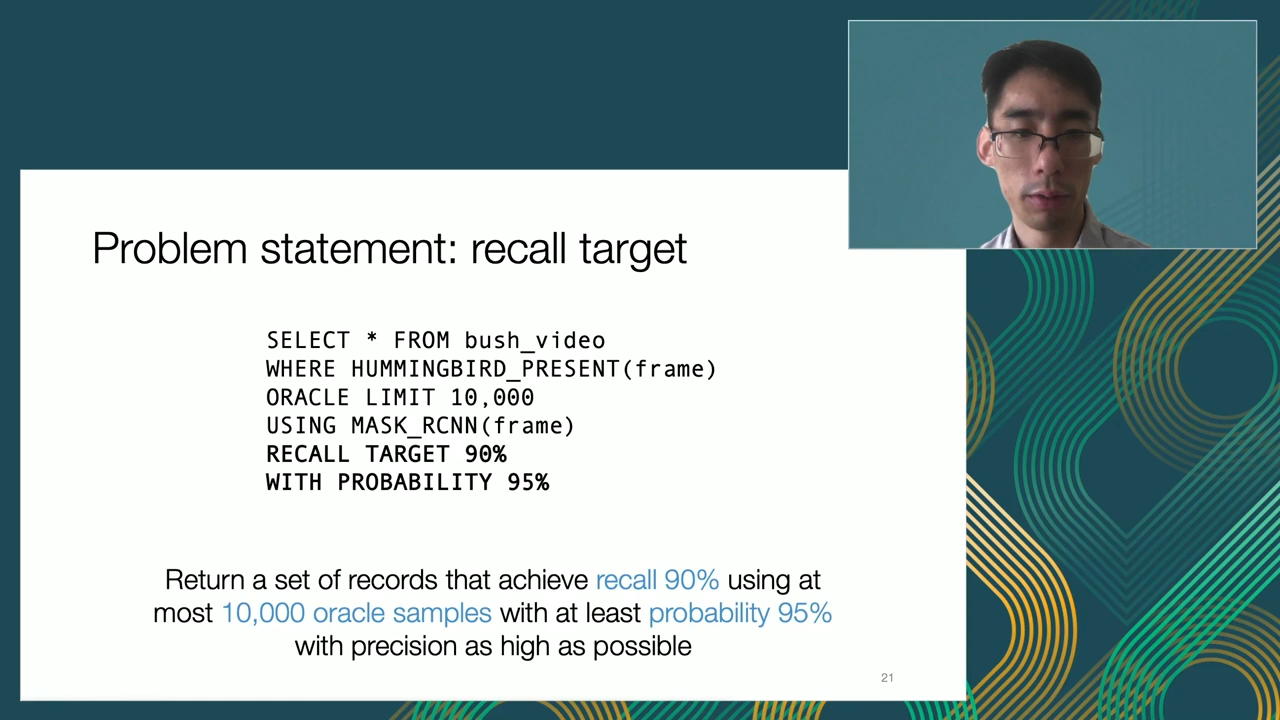 Problem statement: recall target
SELECT * FROM bush_video
WHERE HUMMINGBIRD_PRESENT(frame)
ORACLE LIMIT 10,000
USING MASK_RCNN(frame)
RECALL TARGET 90%
WITH PROBABILITY 95%
Return a set of records that achieve recall 90% using at
most 10,000 oracle samples with at least probability 95%
with precision as high as possible
21